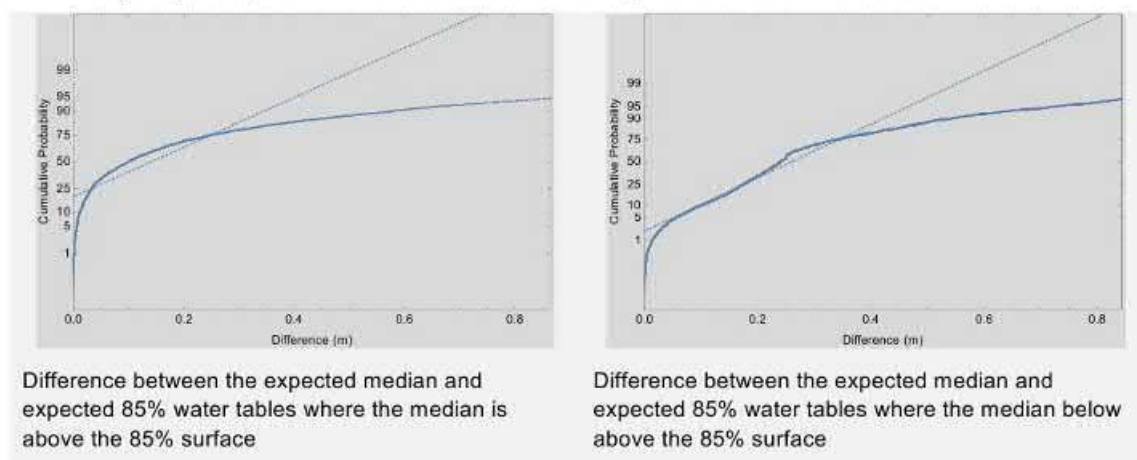 99
95
90
75
50
25
10
5
1
Cumulative Probability
0.0 0.2 0.4 0.6 0.8
Difference (m)
Difference between the expected median and
expected 85% water tables where the median is
above the 85% surface
99
95
90
75
50
25
10
5
1
Cumulative Probability
0.0 0.2 0.4 0.6 0.8
Difference (m)
Difference between the expected median and
expected 85% water tables where the median below
above the 85% surface